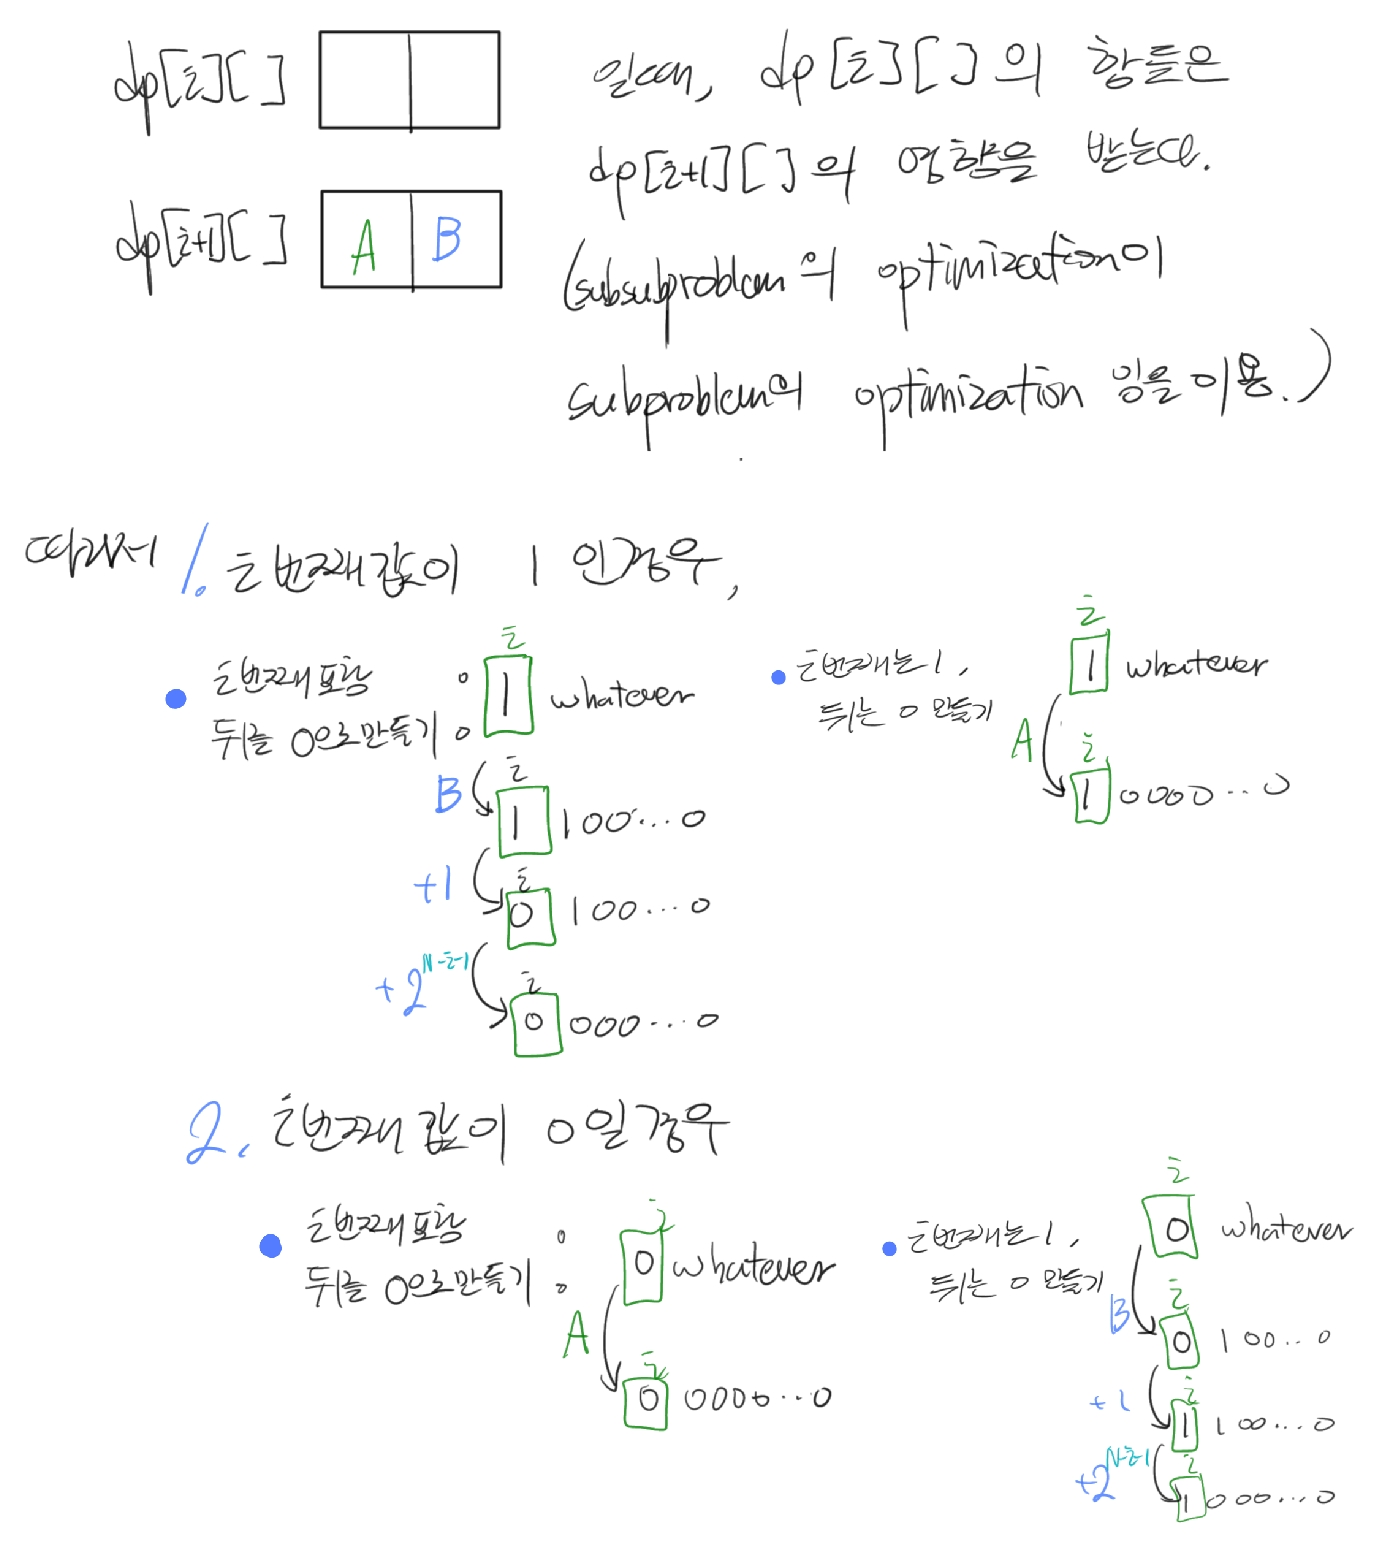 dp[i][ ]
일단, dp[i][ ]의 항들은
dp[i+1][ ]의 영향을 받는다.
dp[i+1][ ] A B
(subsubproblem의 optimization이
subproblem의 optimization 임을 이용.)
따라서 1. i번째 값이 1 인경우,
i번째 포함
뒤를 0으로 만들기
:
i
1 whatever
B
i
1 100...0
+1
i
0 100...0
+2^N-i-1
i
0 000...0
i번째는 1,
뒤는 0 만들기
i
1 whatever
A
i
1 0000...0
2. i번째 값이 0일경우
i번째 포함
뒤를 0으로 만들기
:
i
0 whatever
A
i
0 0000...0
i번째는 1,
뒤는 0 만들기
i
0 whatever
B
i
0 100...0
+1
i
1 100...0
+2^N-i-1
i
1 000...0